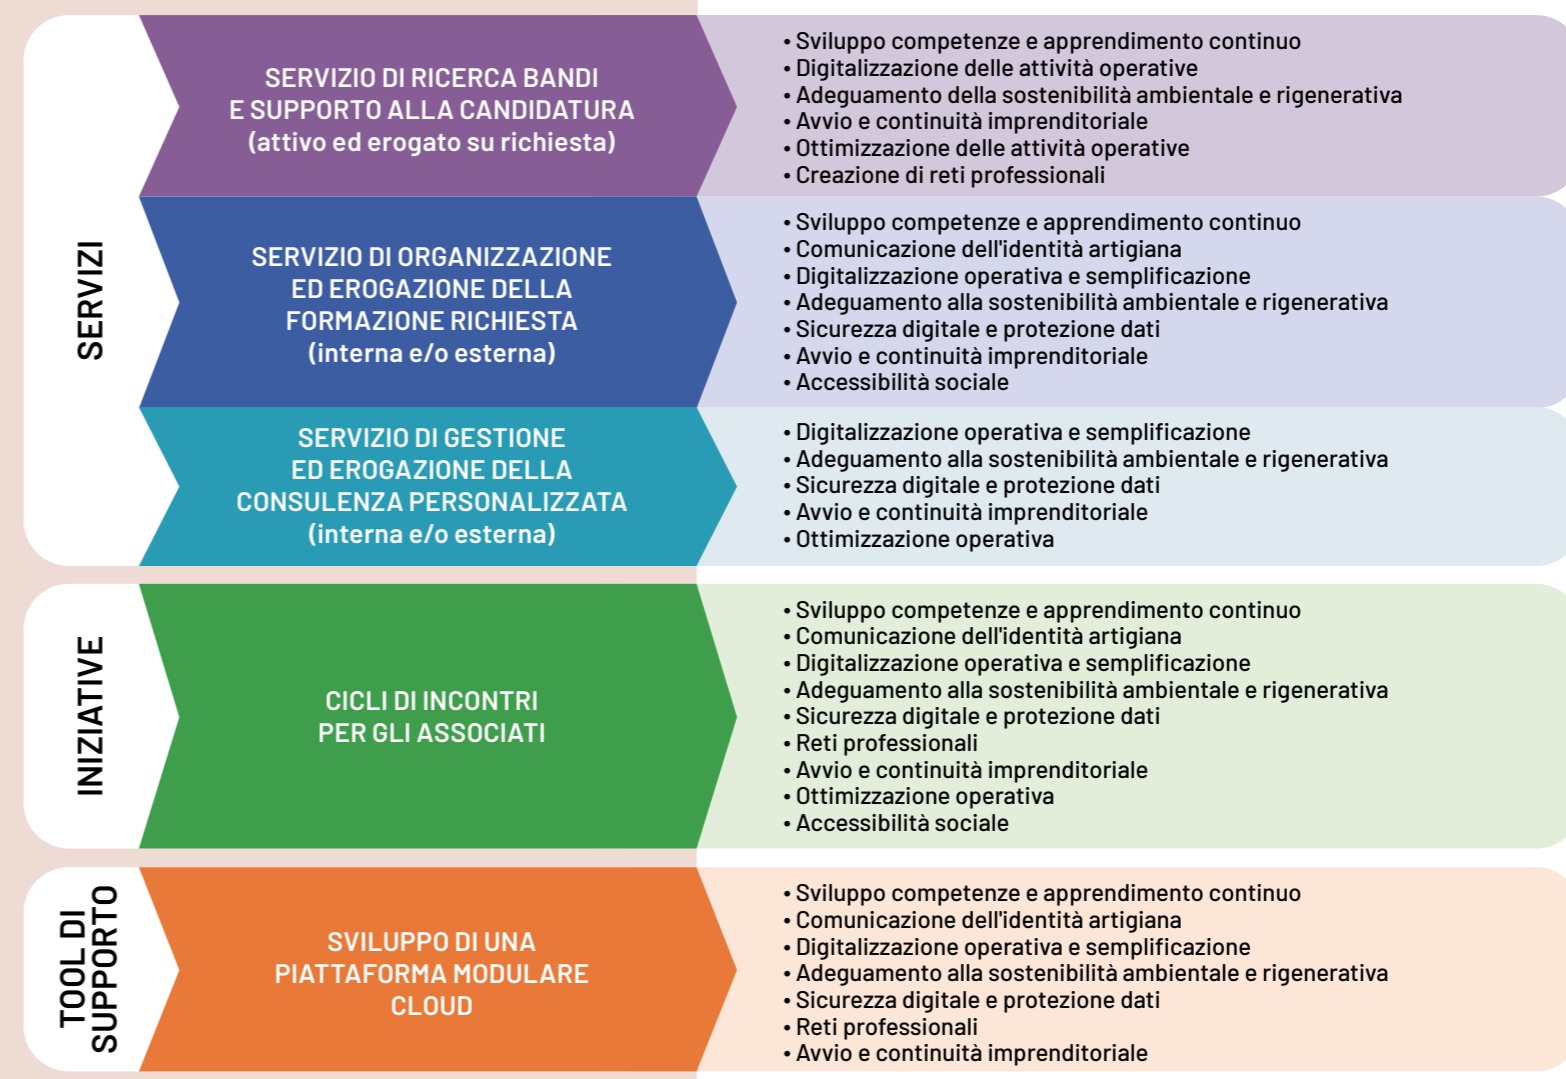 SERVIZI
SERVIZIO DI RICERCA BANDI
E SUPPORTO ALLA CANDIDATURA
(attivo ed erogato su richiesta)
• Sviluppo competenze e apprendimento continuo
• Digitalizzazione delle attività operative
• Adeguamento della sostenibilità ambientale e rigenerativa
• Avvio e continuità imprenditoriale
• Ottimizzazione delle attività operative
• Creazione di reti professionali
SERVIZIO DI ORGANIZZAZIONE
ED EROGAZIONE DELLA
FORMAZIONE RICHIESTA
(interna e/o esterna)
• Sviluppo competenze e apprendimento continuo
• Comunicazione dell'identità artigiana
• Digitalizzazione operativa e semplificazione
• Adeguamento alla sostenibilità ambientale e rigenerativa
• Sicurezza digitale e protezione dati
• Avvio e continuità imprenditoriale
• Accessibilità sociale
SERVIZIO DI GESTIONE
ED EROGAZIONE DELLA
CONSULENZA PERSONALIZZATA
(interna e/o esterna)
• Digitalizzazione operativa e semplificazione
• Adeguamento alla sostenibilità ambientale e rigenerativa
• Sicurezza digitale e protezione dati
• Avvio e continuità imprenditoriale
• Ottimizzazione operativa
INIZIATIVE
CICLI DI INCONTRI
PER GLI ASSOCIATI
• Sviluppo competenze e apprendimento continuo
• Comunicazione dell'identità artigiana
• Digitalizzazione operativa e semplificazione
• Adeguamento alla sostenibilità ambientale e rigenerativa
• Sicurezza digitale e protezione dati
• Reti professionali
• Avvio e continuità imprenditoriale
• Ottimizzazione operativa
• Accessibilità sociale
TOOL DI
SUPPORTO
SVILUPPO DI UNA
PIATTAFORMA MODULARE
CLOUD
• Sviluppo competenze e apprendimento continuo
• Comunicazione dell'identità artigiana
• Digitalizzazione operativa e semplificazione
• Adeguamento alla sostenibilità ambientale e rigenerativa
• Sicurezza digitale e protezione dati
• Reti professionali
• Avvio e continuità imprenditoriale